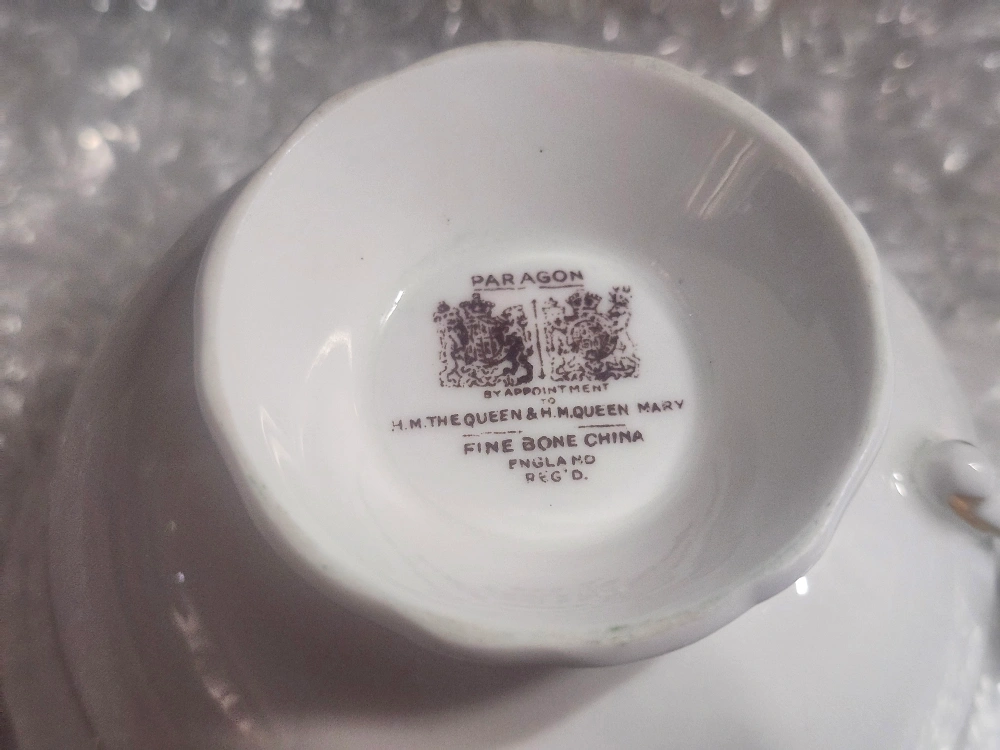 PARAGON
BY APPOINTMENT
TO
H.M. THE QUEEN & H.M. QUEEN MARY
FINE BONE CHINA
ENGLAND
REG'D.